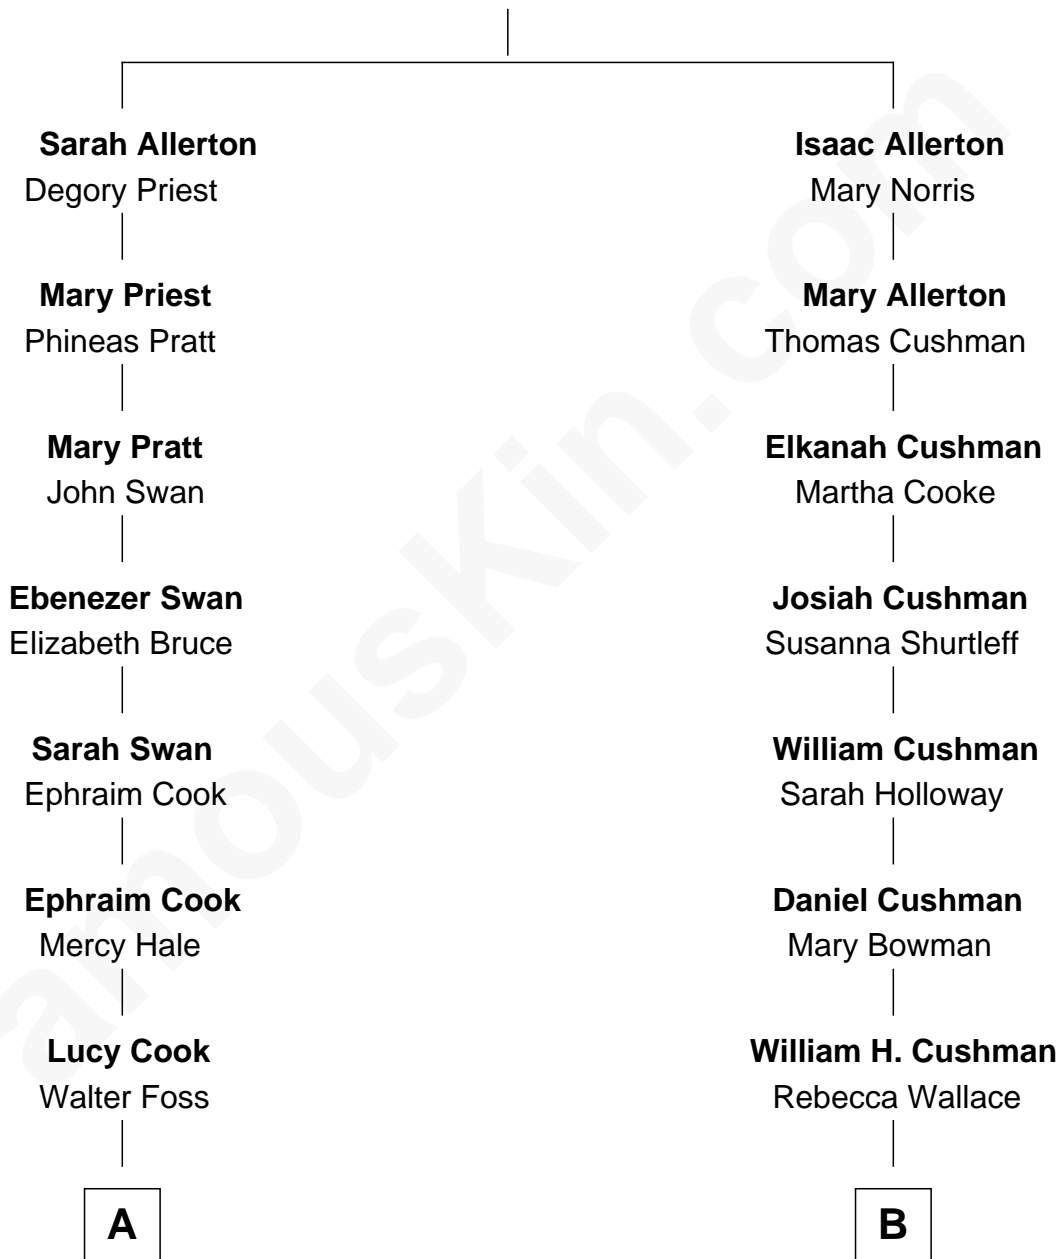 Sarah Allerton
Degory Priest
Mary Priest
Phineas Pratt
Mary Pratt
John Swan
Ebenezer Swan
Elizabeth Bruce
Sarah Swan
Ephraim Cook
Ephraim Cook
Mercy Hale
Lucy Cook
Walter Foss
A
Isaac Allerton
Mary Norris
Mary Allerton
Thomas Cushman
Elkanah Cushman
Martha Cooke
Josiah Cushman
Susanna Shurtleff
William Cushman
Sarah Holloway
Daniel Cushman
Mary Bowman
William H. Cushman
Rebecca Wallace
B
amousKin.com